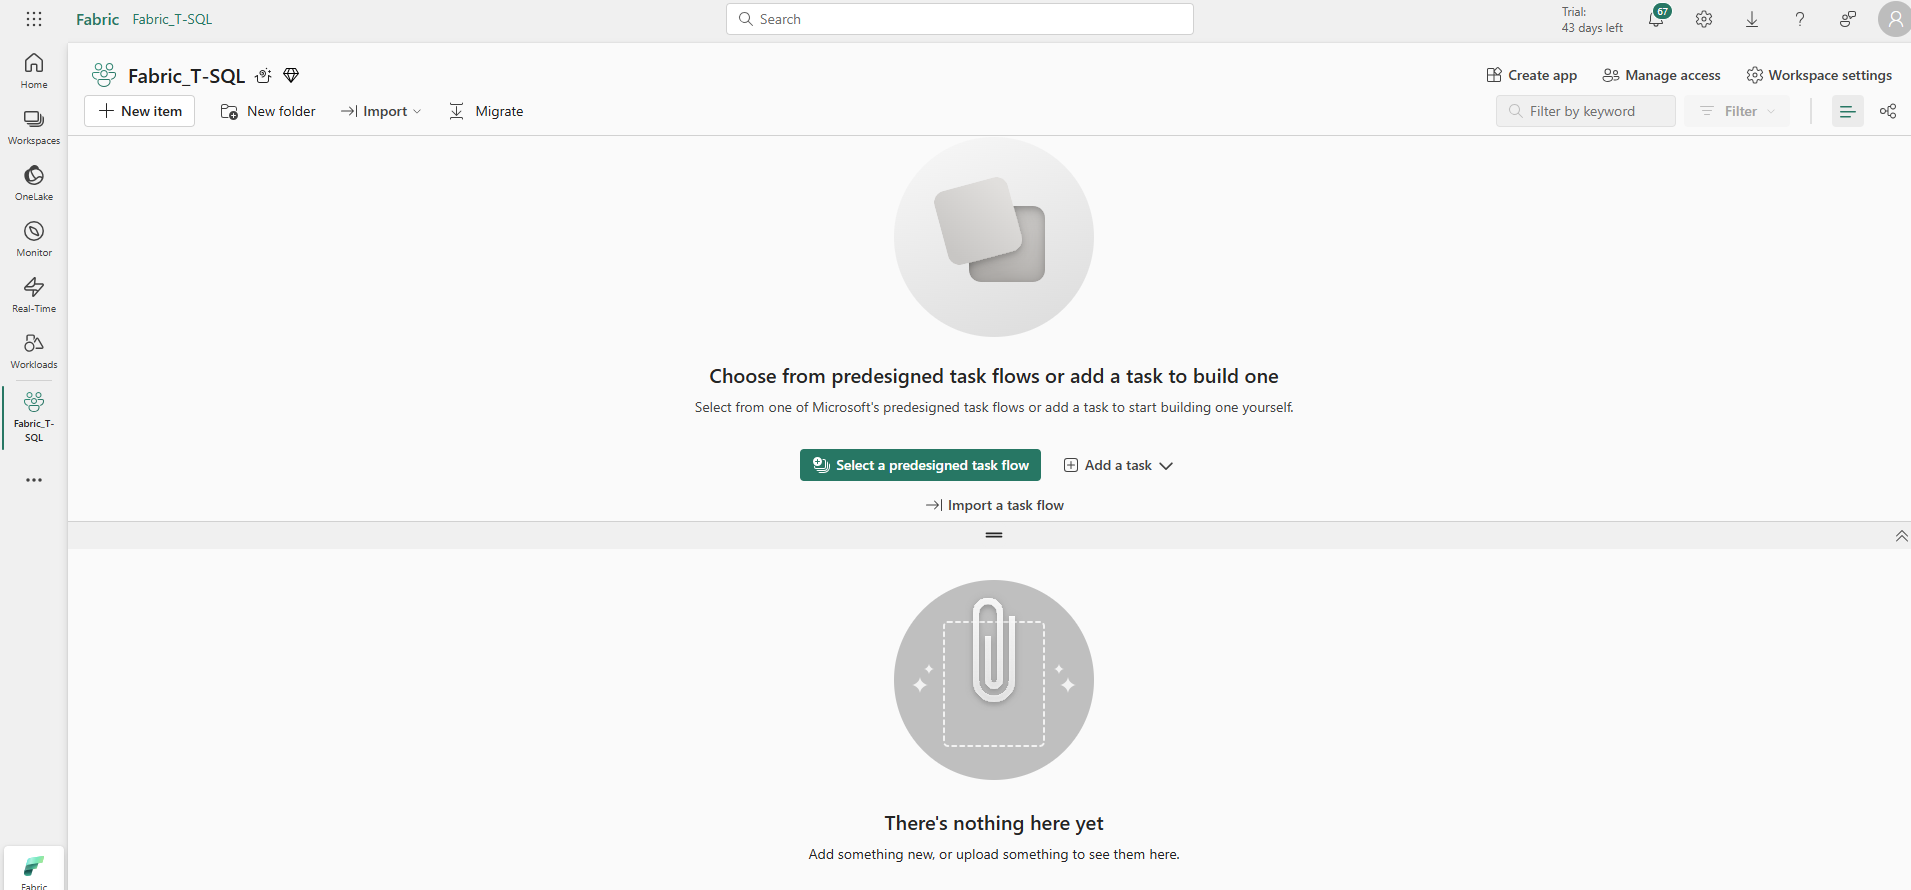 Fabric Fabric_T-SQL
Search
Trial:
43 days left
67
Home
Workspaces
OneLake
Monitor
Real-Time
Workloads
Fabric_T-
SQL
Fabric
Fabric_T-SQL
Create app Manage access Workspace settings
New item New folder Import Migrate
Filter by keyword Filter
Choose from predesigned task flows or add a task to build one
Select from one of Microsoft's predesigned task flows or add a task to start building one yourself.
Select a predesigned task flow Add a task
Import a task flow
There's nothing here yet
Add something new, or upload something to see them here.